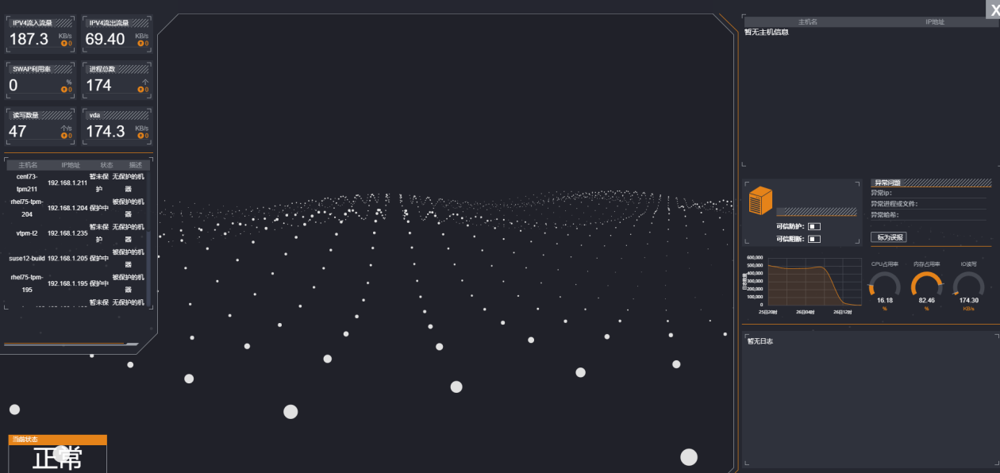 IPV4流入流量
187.3 KB/s
0
IPV4流出流量
69.40 KB/s
0
SWAP利用率
0 %
0
进程总数
174 个
0
读写数量
47 个/s
0
vda
174.3 KB/s
0
主机名 IP地址 状态 描述
cent73-tpm211 192.168.1.211 暂未保护 无保护的机器
rhel75-tpm-204 192.168.1.204 保护中 被保护的机器
vtpm-t2 192.168.1.235 暂未保护 无保护的机器
suse12-build 192.168.1.205 保护中 被保护的机器
rhel75-tpm-195 192.168.1.195 保护中 被保护的机器
暂未保 无保护的机
当前状态
正常
X
主机名 IP地址
暂无主机信息
可信防护:
可信阻断:
异常问题
异常ip:
异常进程或文件:
异常哈希:
标为误报
日志数量
600,000
500,000
400,000
300,000
200,000
100,000
0
25日20时 26日04时 26日12时
CPU占用率
16.18
%
内存占用率
82.46
%
IO读写
174.30
KB/s
暂无日志